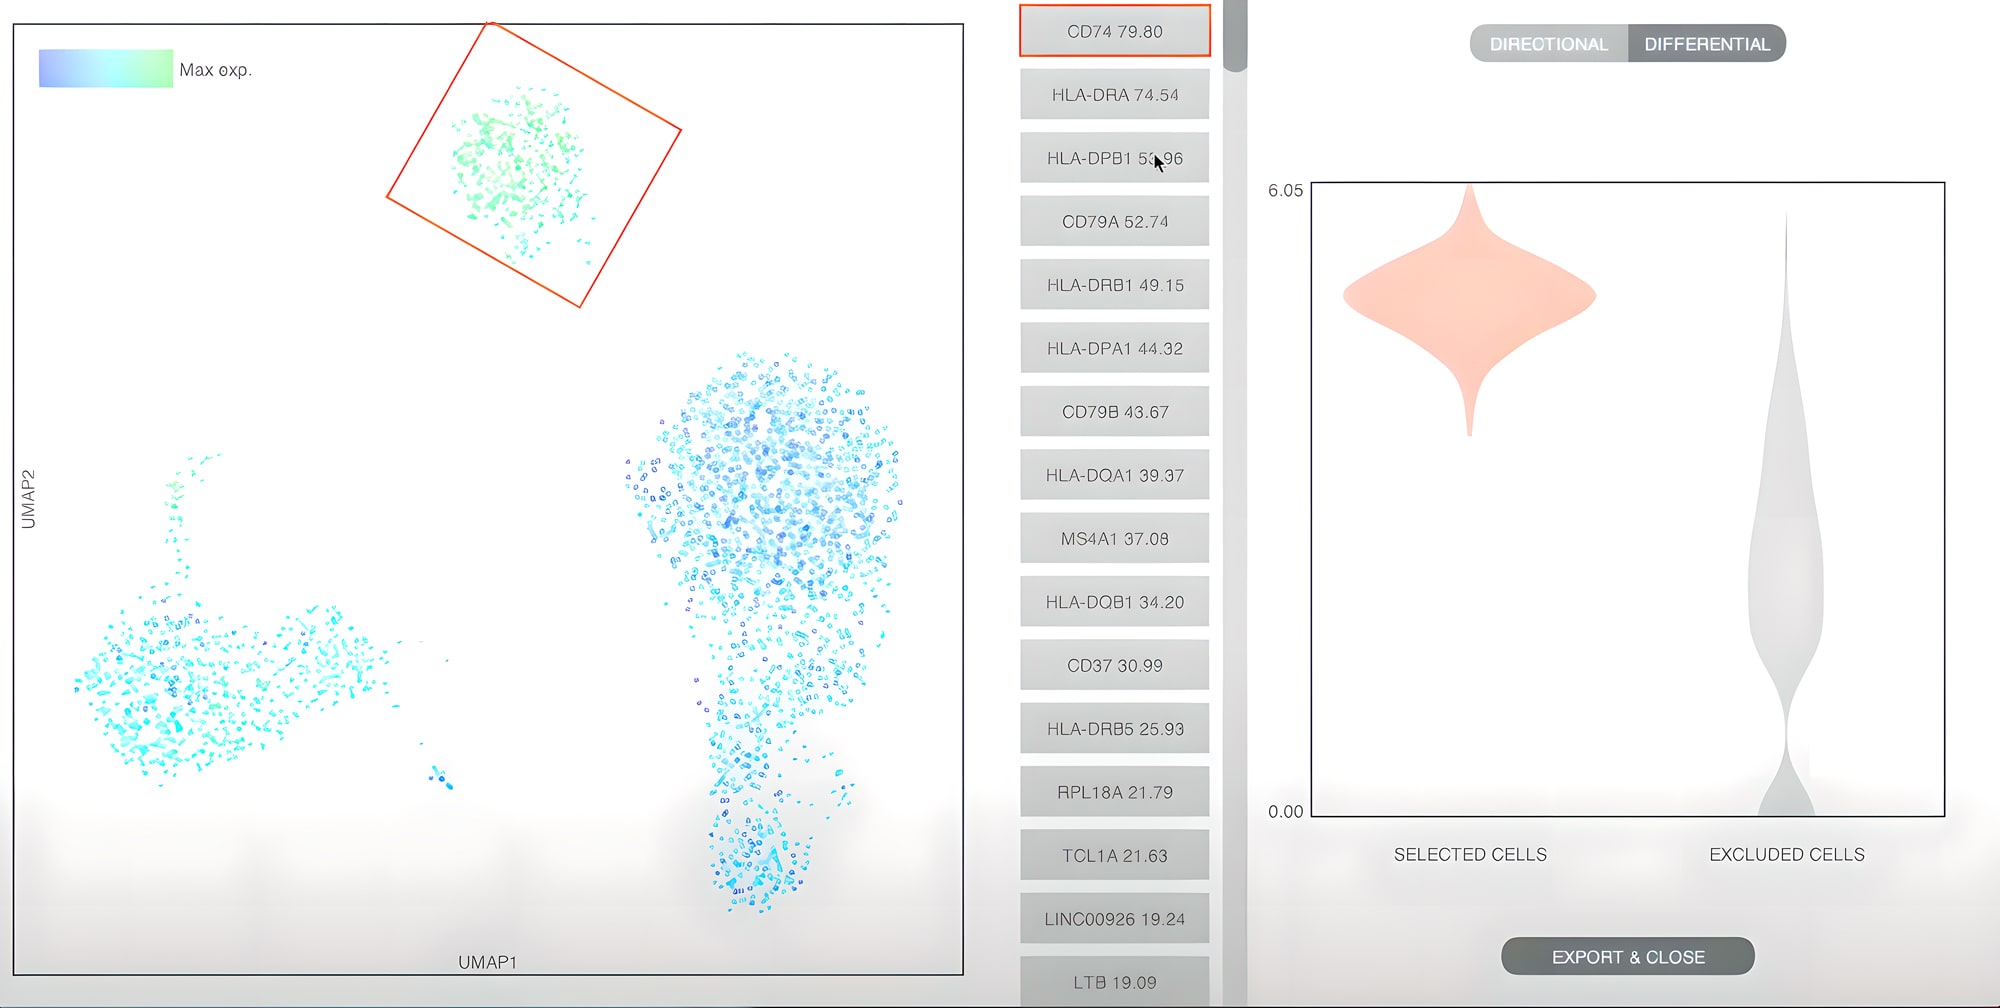 Max exp.
UMAP2
UMAP1
CD74 79.80
HLA-DRA 74.54
HLA-DPB1
CD79A 52.74
HLA-DRB1 49.15
HLA-DPA1 44.32
CD79B 43.67
HLA-DQA1 39.37
MS4A1 37.08
HLA-DQB1 34.20
CD37 30.99
HLA-DRB5 25.93
RPL18A 21.79
TCL1A 21.63
LINC00926 19.24
LTB 19.09
DIRECTIONAL DIFFERENTIAL
6.05
0.00
SELECTED CELLS EXCLUDED CELLS
EXPORT & CLOSE